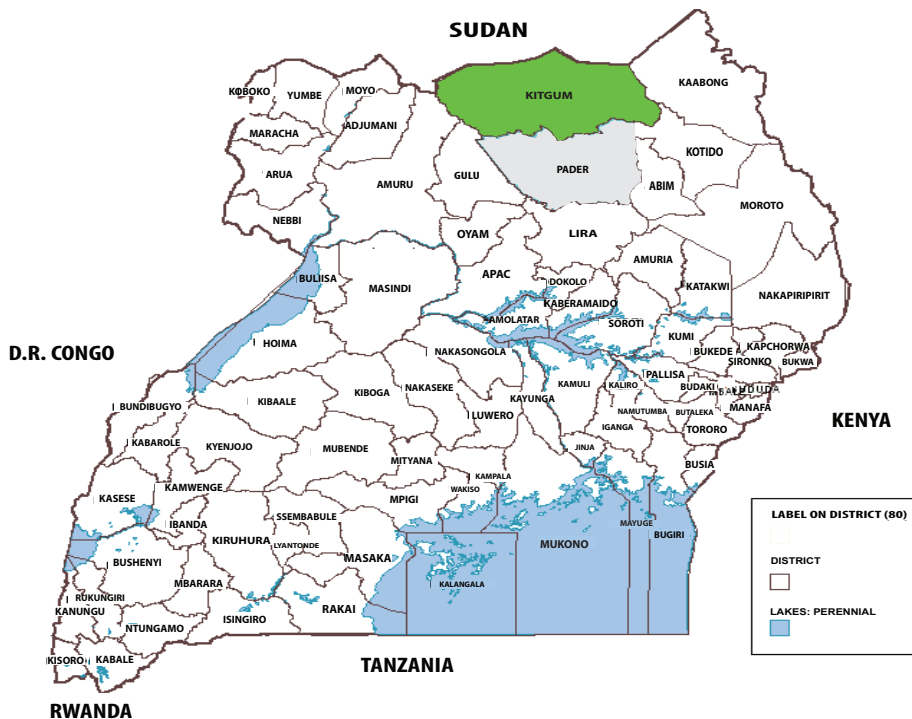 SUDAN
KAABONG
KOBOKO
YUMBE
MOYO
KITGUM
ADJUMANI
MARACHA
KOTIDO
ARUA
AMURU
GULU
PADER
ABIM
MOROTO
NEBBI
OYAM
LIRA
AMURIA
BULIISA
MASINDI
APAC
DOKOLO
KATAKWI
NAKAPIRIPIRIT
KABERAMAIDO
AMOLATAR
SOROTI
KUMI
HOIMA
D.R. CONGO
NAKASONGOLA
BUKEDE
KAPCHORWA
SIRONKO
BUKWA
PALLISA
KIBOGA
NAKASEKE
KAMULI
KALIRO
BUDAKI
BUNDIBUGYO
KIBAALE
KAYUNGA
LUWERO
NAMUTUMBA
BUTALEKA
MANAFA
KENYA
KABAROLE
KYENJOJO
MUBENDE
IGANGA
TORORO
JINJA
MITYANA
BUSIA
KASESE
KAMWENGE
KAMPALA
WAKISO
MPIGI
IBANDA
SSEMBABULE
LABEL ON DISTRICT (80)
KIRUHURA
LYANTONDE
MASAKA
MUKONO
MAYUGE
BUGIRI
BUSHENYI
DISTRICT
MBARARA
KALANGALA
RUKUNGIRI
KANUNGU
RAKAI
LAKES: PERENNIAL
NTUNGAMO
ISINGIRO
KISORO
KABALE
TANZANIA
RWANDA